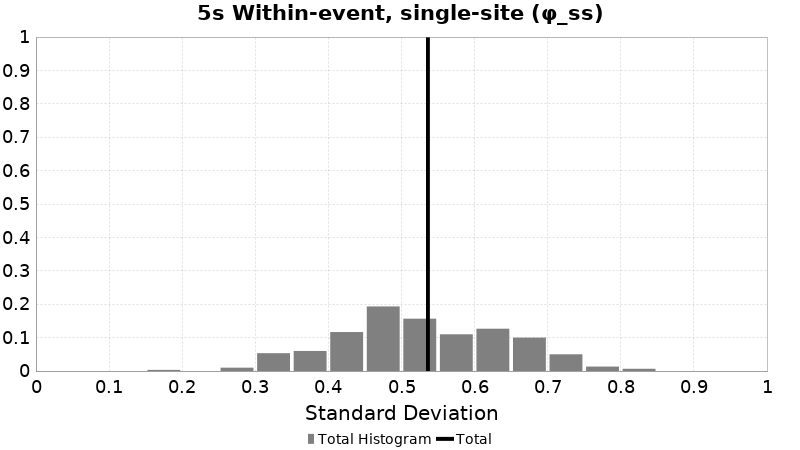 5s Within-event, single-site (φ_ss)
1
0.9
0.8
0.7
0.6
0.5
0.4
0.3
0.2
0.1
0
0 0.1 0.2 0.3 0.4 0.5 0.6 0.7 0.8 0.9 1
Standard Deviation
Total Histogram Total